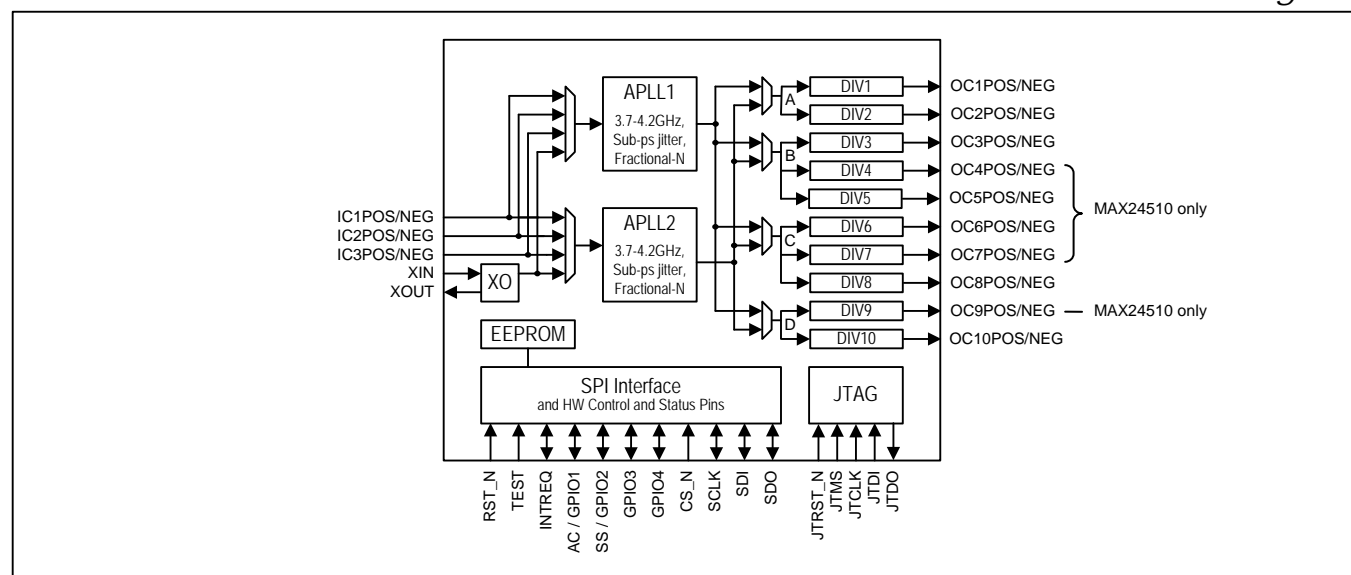 APLL1
3.7-4.2GHz,
Sub-ps jitter,
Fractional-N
APLL2
3.7-4.2GHz,
Sub-ps jitter,
Fractional-N
IC1POS/NEG
IC2POS/NEG
IC3POS/NEG
XIN
XOUT
XO
A
B
C
D
DIV1
DIV2
DIV3
DIV4
DIV5
DIV6
DIV7
DIV8
DIV9
DIV10
OC1POS/NEG
OC2POS/NEG
OC3POS/NEG
OC4POS/NEG
OC5POS/NEG
OC6POS/NEG
OC7POS/NEG
OC8POS/NEG
OC9POS/NEG
OC10POS/NEG
MAX24510 only
MAX24510 only
EEPROM
SPI Interface
and HW Control and Status Pins
JTAG
RST_N
TEST
INTREQ
AC / GPIO1
SS / GPIO2
GPIO3
GPIO4
CS_N
SCLK
SDI
SDO
JTRST_N
JTMS
JTCLK
JTDI
JTDO